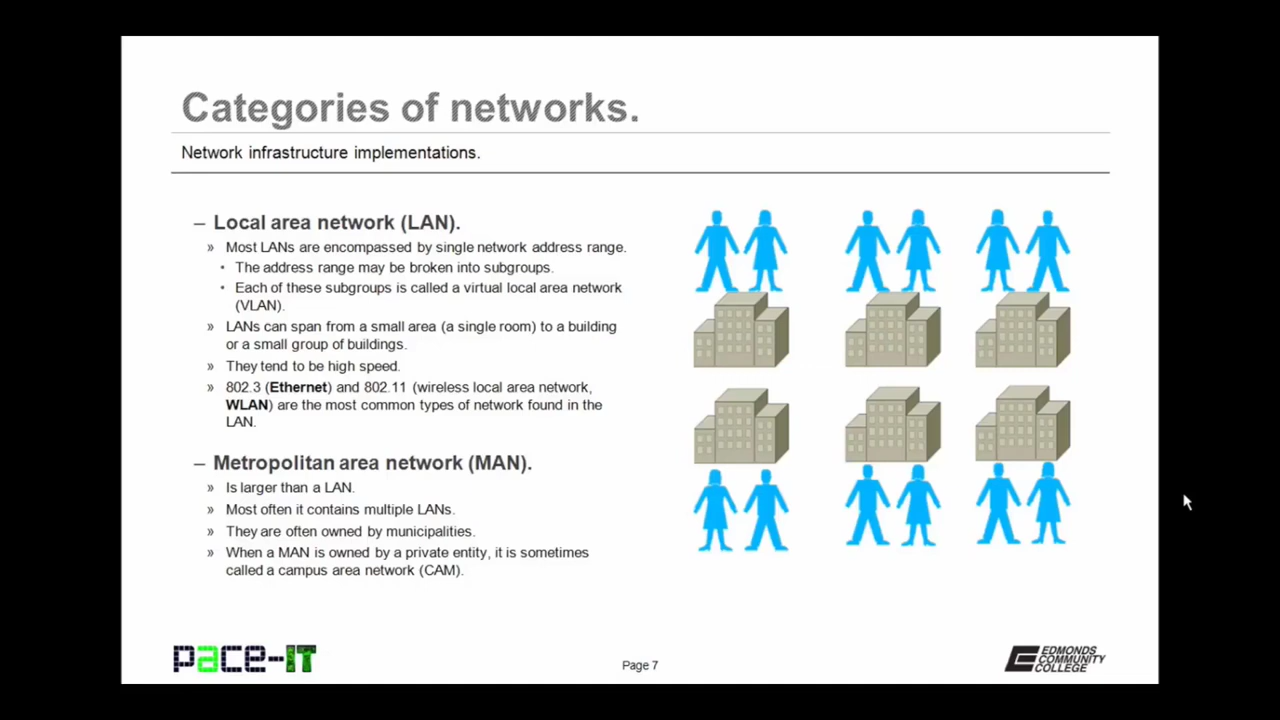 Categories of networks.
Network infrastructure implementations.
– Local area network (LAN).
» Most LANs are encompassed by single network address range.
• The address range may be broken into subgroups.
• Each of these subgroups is called a virtual local area network
(VLAN).
» LANs can span from a small area (a single room) to a building
or a small group of buildings.
» They tend to be high speed.
» 802.3 (Ethernet) and 802.11 (wireless local area network,
WLAN) are the most common types of network found in the
LAN.
– Metropolitan area network (MAN).
» Is larger than a LAN.
» Most often it contains multiple LANs.
» They are often owned by municipalities.
» When a MAN is owned by a private entity, it is sometimes
called a campus area network (CAM).
pace-IT
Page 7
EDMONDS
COMMUNITY
COLLEGE